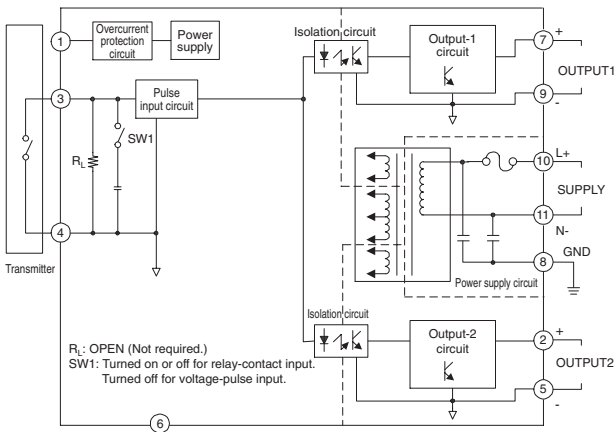 1
Overcurrent
protection
circuit
Power
supply
Isolation circuit
Output-1
circuit
7
+
OUTPUT1
9
-
3
Pulse
input circuit
SW1
RL
4
Transmitter
10
L+
SUPPLY
11
N-
8
GND
Power supply circuit
Isolation circuit
Output-2
circuit
2
+
OUTPUT2
5
-
RL: OPEN (Not required.)
SW1: Turned on or off for relay-contact input.
Turned off for voltage-pulse input.
6